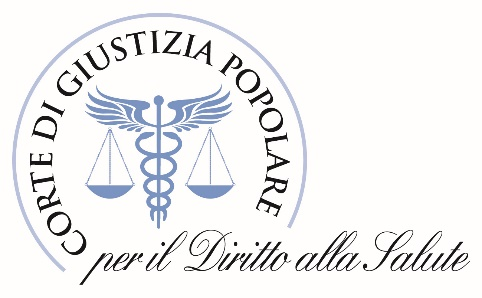 CORTE DI GIUSTIZIA POPOLARE
per il Diritto alla Salute